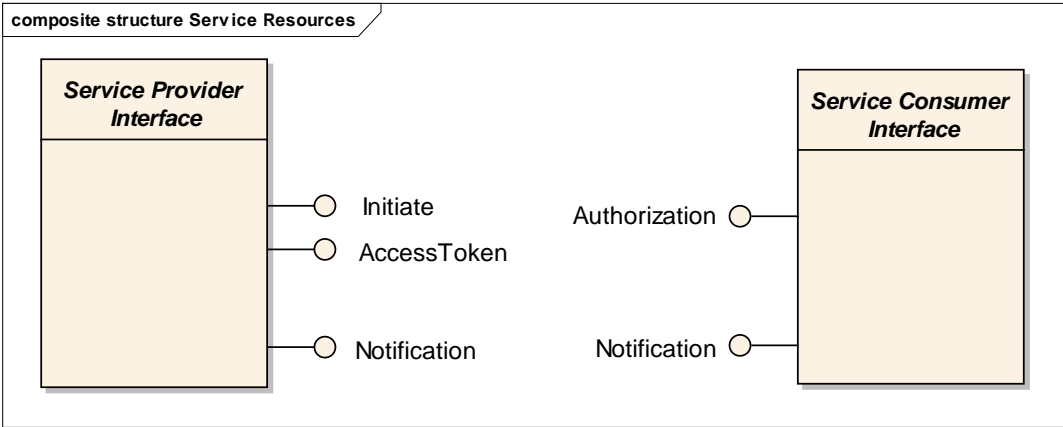 composite structure Service Resources
Service Provider
Interface
Initiate
AccessToken
Notification
Service Consumer
Interface
Authorization
Notification